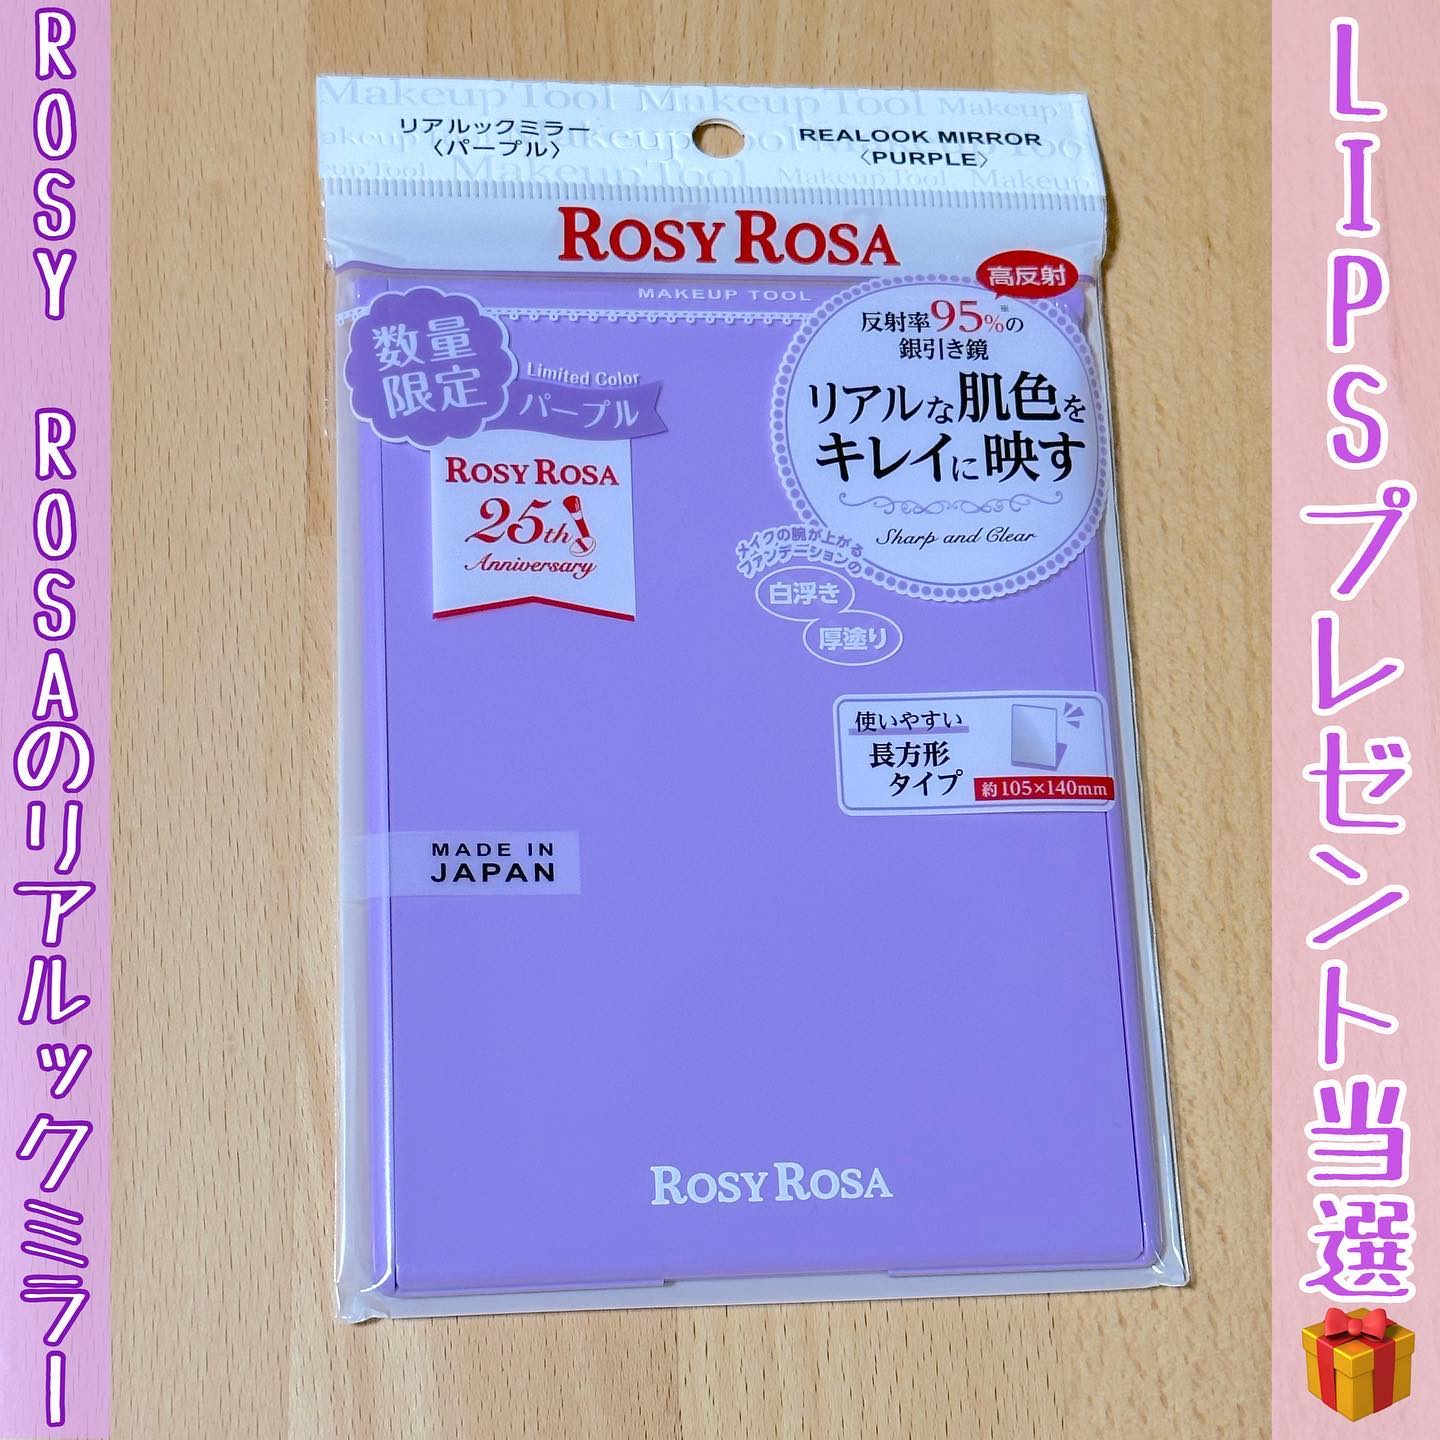 ROSY ROSAのリアルックミラー
LIPSプレゼント当選🎁
Makeup Tool Makeup Tool Makeup Tool
リアルックミラー
〈パープル〉
REALOOK MIRROR
〈PURPLE〉
Makeup Tool Makeup Tool Makeup
ROSY ROSA
MAKEUP TOOL
高反射
反射率95%の
※
銀引き鏡
リアルな肌色を
キレイに映す
Sharp and Clear
数量
限定
Limited Color
パープル
ROSY ROSA
25th
Anniversary
メイクの腕が上がる
ファンデーションの
白浮き
厚塗り
使いやすい
長方形
タイプ
約105×140mm
MADE IN
JAPAN
ROSY ROSA